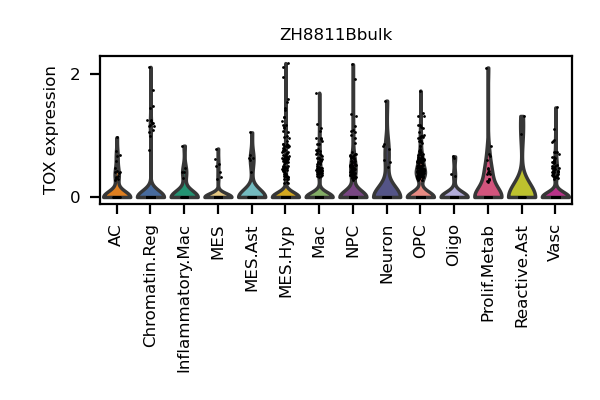 ZH8811Bbulk
TOX expression
2
0
AC
Chromatin.Reg
Inflammatory.Mac
MES
MES.Ast
MES.Hyp
Mac
NPC
Neuron
OPC
Oligo
Prolif.Metab
Reactive.Ast
Vasc